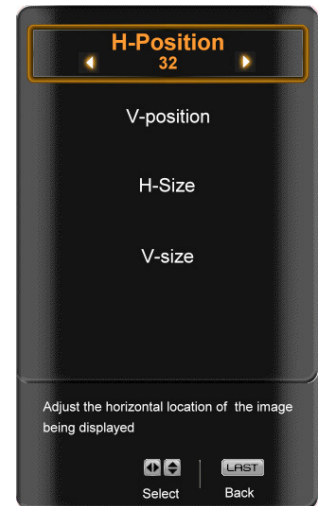 H-Position
32
V-position
H-Size
V-size
Adjust the horizontal location of the image
being displayed
LAST
Select Back